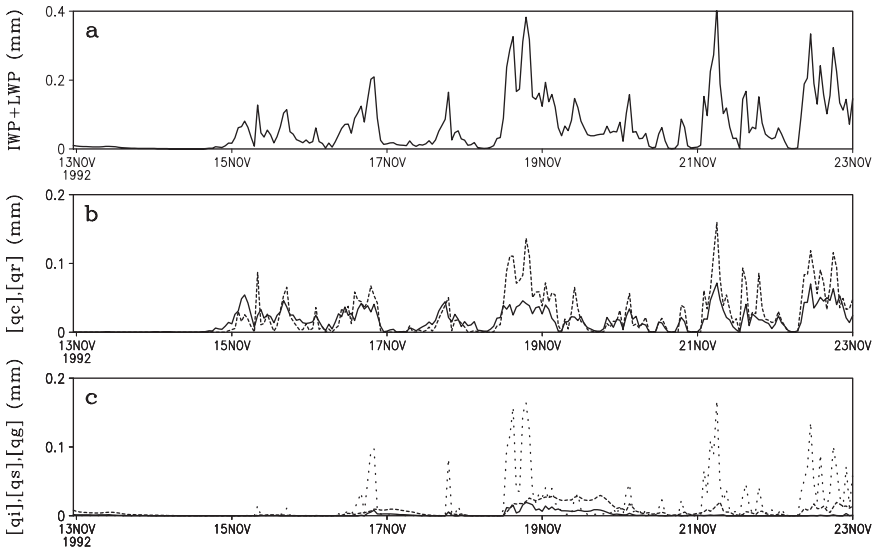 IWP+LWP (mm)
a
0.4
0.2
0
13NOV
1992
15NOV
17NOV
19NOV
21NOV
23NOV
[qc],[qr] (mm)
b
0.2
0.1
0
13NOV
1992
15NOV
17NOV
19NOV
21NOV
23NOV
[qi],[qs],[qg] (mm)
c
0.2
0.1
0
13NOV
1992
15NOV
17NOV
19NOV
21NOV
23NOV